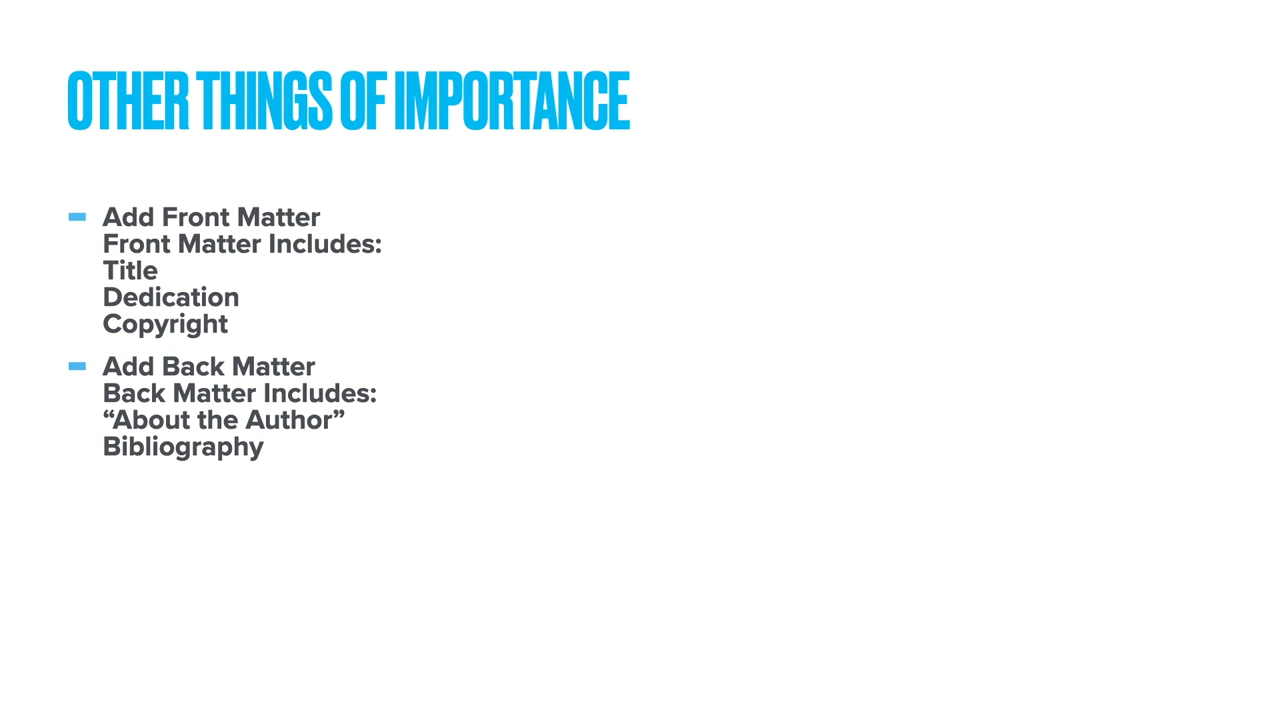 OTHER THINGS OF IMPORTANCE
Add Front Matter
Front Matter Includes:
Title
Dedication
Copyright
Add Back Matter
Back Matter Includes:
“About the Author”
Bibliography